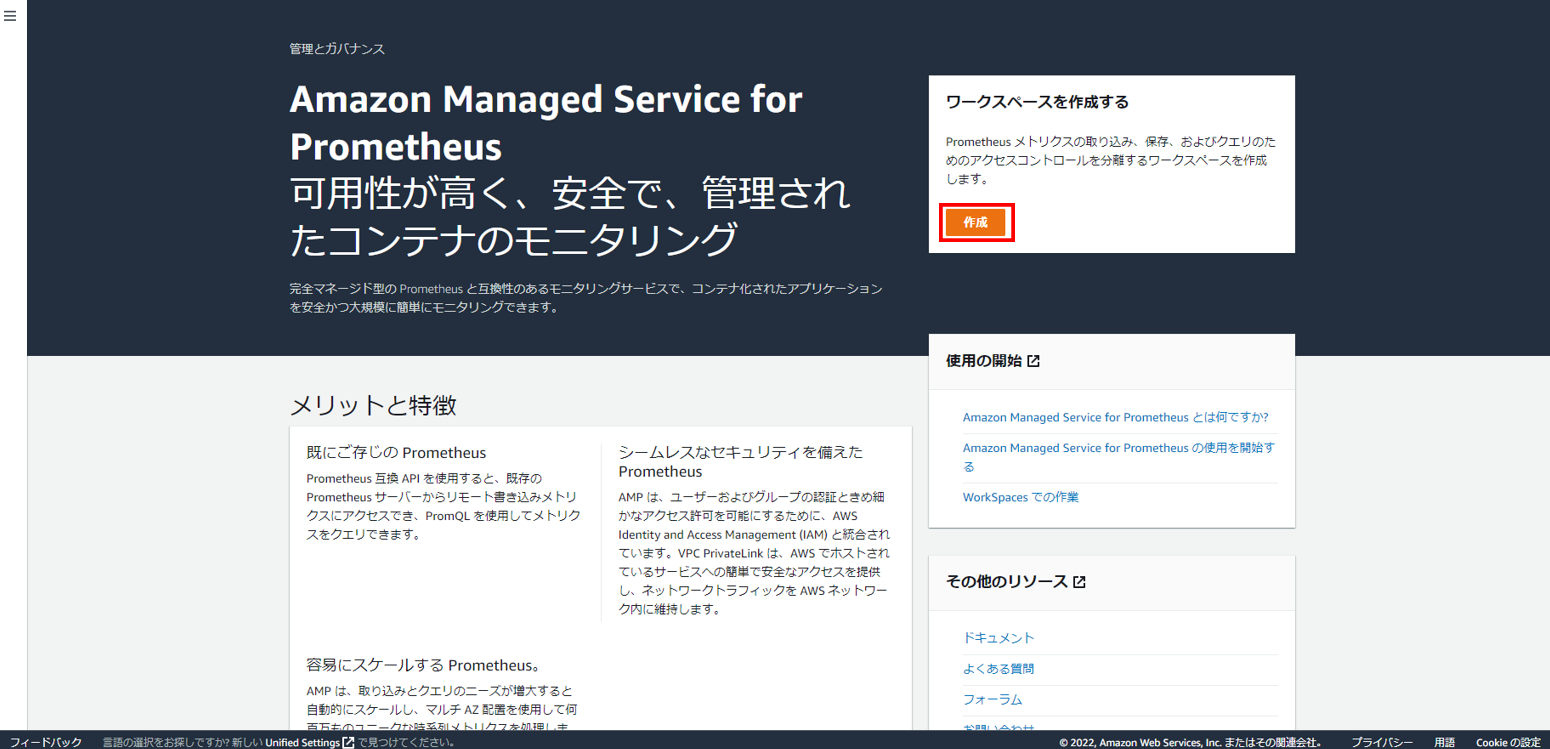 管理とガバナンス
Amazon Managed Service for
Prometheus
可用性が高く、安全で、管理され
たコンテナのモニタリング
完全マネージド型の Prometheus と互換性のあるモニタリングサービスで、コンテナ化されたアプリケーション
を安全かつ大規模に簡単にモニタリングできます。
ワークスペースを作成する
Prometheus メトリクスの取り込み、保存、およびクエリのた
めのアクセスコントロールを分離するワークスペースを作成
します。
作成
メリットと特徴
既にご存じの Prometheus
Prometheus 互換 API を使用すると、既存の
Prometheus サーバーからリモート書き込みメトリ
クスにアクセスでき、PromQL を使用してメトリク
スをクエリできます。
シームレスなセキュリティを備えた
Prometheus
AMP は、ユーザーおよびグループの認証ときめ細
かなアクセス許可を可能にするために、AWS
Identity and Access Management (IAM) と統合され
ています。VPC PrivateLink は、AWS でホストされ
ているサービスへの簡単で安全なアクセスを提供
し、ネットワークトラフィックを AWS ネットワー
ク内に維持します。
容易にスケールする Prometheus。
AMP は、取り込みとクエリのニーズが増大すると
自動的にスケールし、マルチ AZ 配置を使用して何
百万ものユニークな時系列メトリクスを処理しま
使用の開始
Amazon Managed Service for Prometheus とは何ですか?
Amazon Managed Service for Prometheus の使用を開始す
る
WorkSpaces での作業
その他のリソース
ドキュメント
よくある質問
フォーラム
お問い合わせ
フィードバック 言語の選択をお探しですか? 新しい Unified Settings で見つけてください。 © 2022, Amazon Web Services, Inc. またはその関連会社。 プライバシー 用語 Cookie の設定